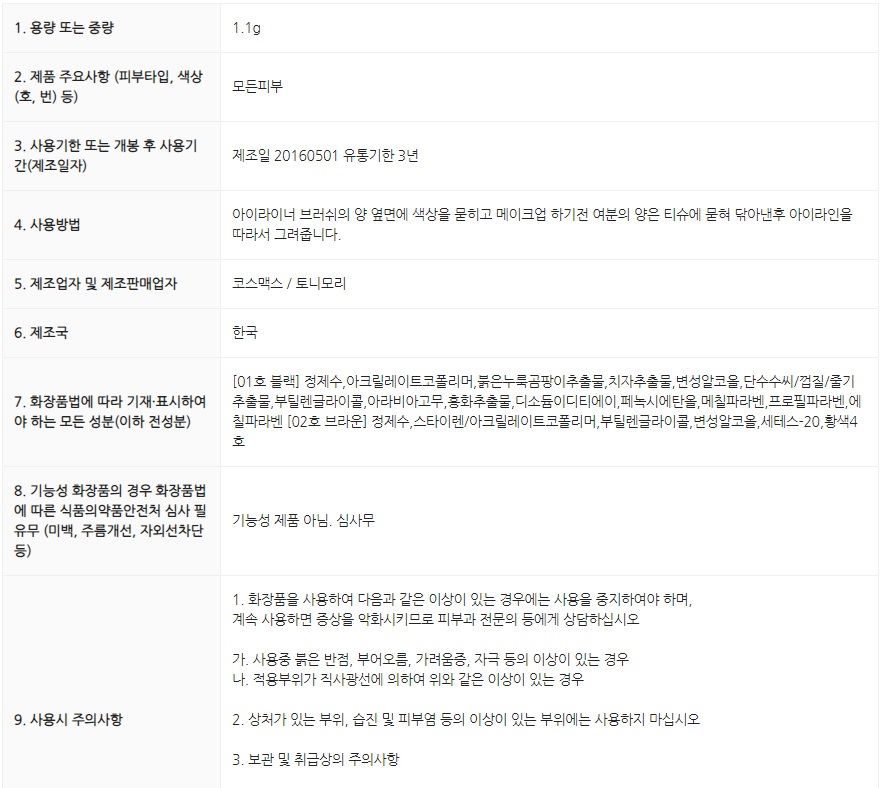 1. 용량 또는 중량
1.1g
2. 제품 주요사항 (피부타입, 색상
(호, 번) 등)
모든피부
3. 사용기한 또는 개봉 후 사용기
간(제조일자)
제조일 20160501 유통기한 3년
4. 사용방법
아이라이너 브러쉬의 양 옆면에 색상을 묻히고 메이크업 하기전 여분의 양은 티슈에 묻혀 닦아낸후 아이라인을
따라서 그려줍니다.
5. 제조업자 및 제조판매업자
코스맥스 / 토니모리
6. 제조국
한국
7. 화장품법에 따라 기재·표시하여
야 하는 모든 성분(이하 전성분)
[01호 블랙] 정제수,아크릴레이트코폴리머,붉은누룩곰팡이추출물,치자추출물,변성알코올,단수수씨/껍질/줄기
추출물,부틸렌글라이콜,아라비아고무,홍화추출물,디소듐이디티에이,페녹시에탄올,메칠파라벤,프로필파라벤,에
칠파라벤 [02호 브라운] 정제수,스타이렌/아크릴레이트코폴리머,부틸렌글라이콜,변성알코올,세테스-20,황색4
호
8. 기능성 화장품의 경우 화장품법
에 따른 식품의약품안전처 심사 필
유무 (미백, 주름개선, 자외선차단
등)
기능성 제품 아님. 심사무
9. 사용시 주의사항
1. 화장품을 사용하여 다음과 같은 이상이 있는 경우에는 사용을 중지하여야 하며,
계속 사용하면 증상을 악화시키므로 피부과 전문의 등에게 상담하십시오
가. 사용중 붉은 반점, 부어오름, 가려움증, 자극 등의 이상이 있는 경우
나. 적용부위가 직사광선에 의하여 위와 같은 이상이 있는 경우
2. 상처가 있는 부위, 습진 및 피부염 등의 이상이 있는 부위에는 사용하지 마십시오
3. 보관 및 취급상의 주의사항